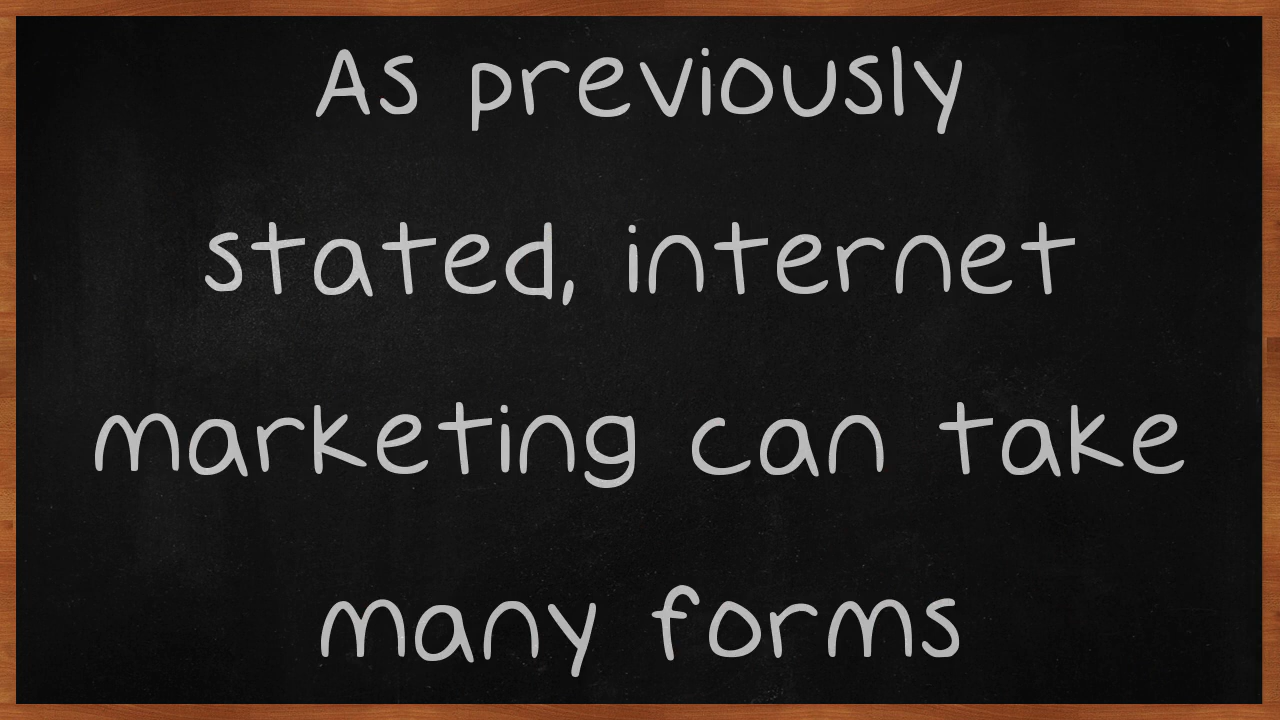 As previously
stated, internet
marketing can take
many forms